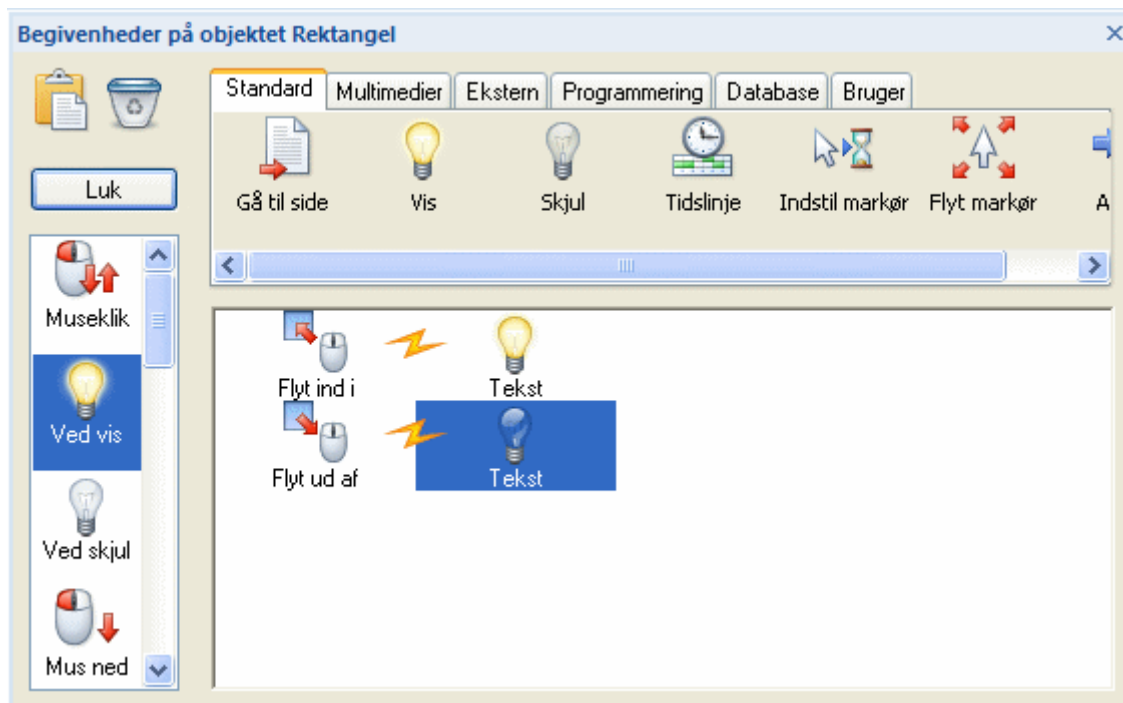 Begivenheder på objektet Rektangel
Standard Multimedier Ekstern Programmering Database Bruger
Gå til side Vis Skjul Tidslinje Indstil markør Flyt markør A
Luk
Museklik
Ved vis
Ved skjul
Mus ned
Flyt ind i Tekst
Flyt ud af Tekst